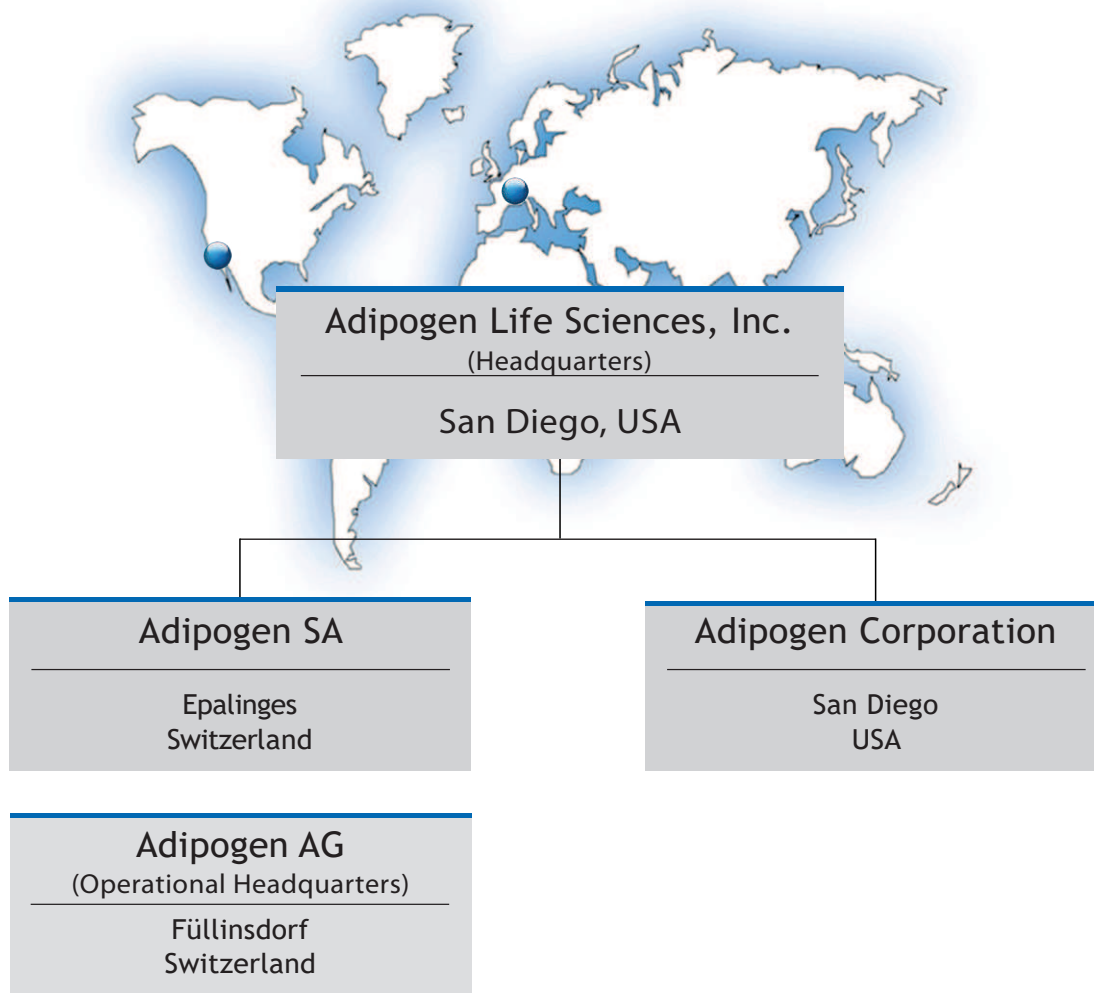 Adipogen Life Sciences, Inc.
(Headquarters)
San Diego, USA
Adipogen SA
Epalinges
Switzerland
Adipogen Corporation
San Diego
USA
Adipogen AG
(Operational Headquarters)
Füllinsdorf
Switzerland